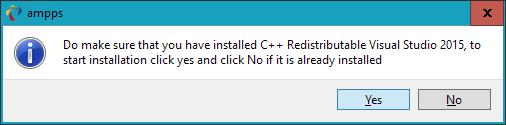 ampps
Do make sure that you have installed C++ Redistributable Visual Studio 2015, to
start installation click yes and click No if it is already installed
Yes
No